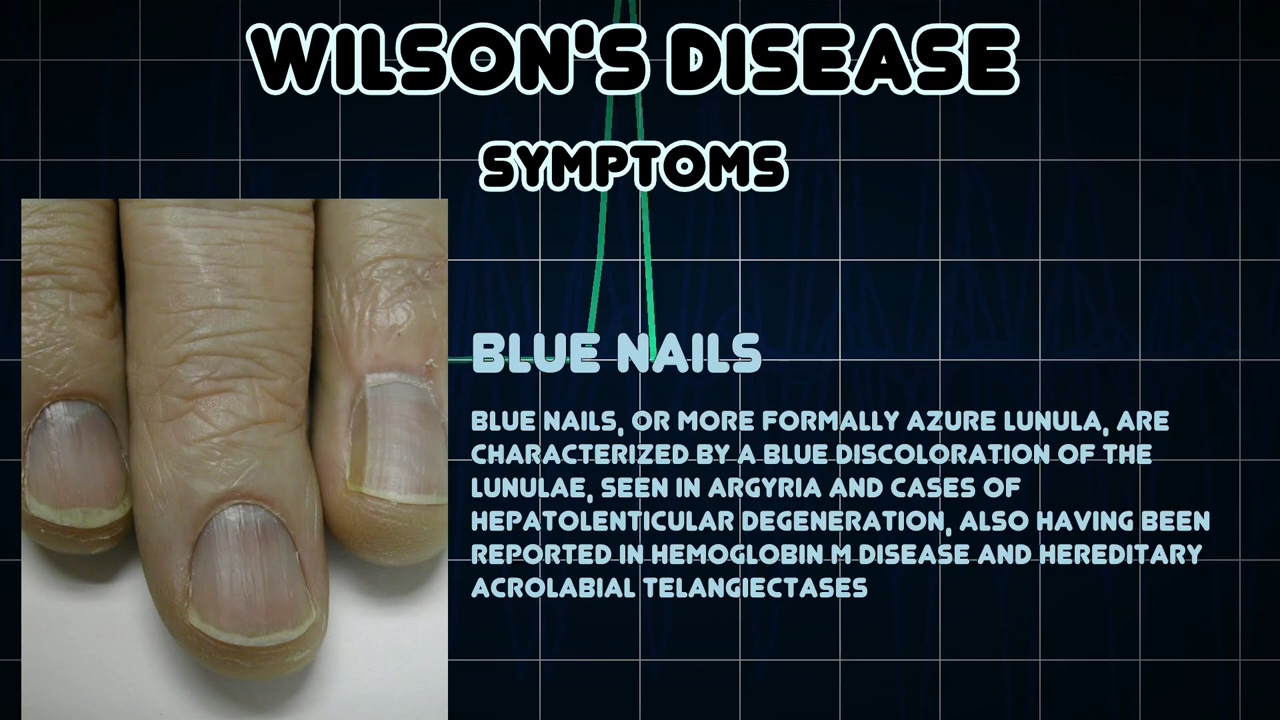 WILSON'S DISEASE
SYMPTOMS
BLUE NAILS
BLUE NAILS, OR MORE FORMALLY AZURE LUNULA, ARE
CHARACTERIZED BY A BLUE DISCOLORATION OF THE
LUNULAE, SEEN IN ARGYRIA AND CASES OF
HEPATOLENTICULAR DEGENERATION, ALSO HAVING BEEN
REPORTED IN HEMOGLOBIN M DISEASE AND HEREDITARY
ACROLABIAL TELANGIECTASES